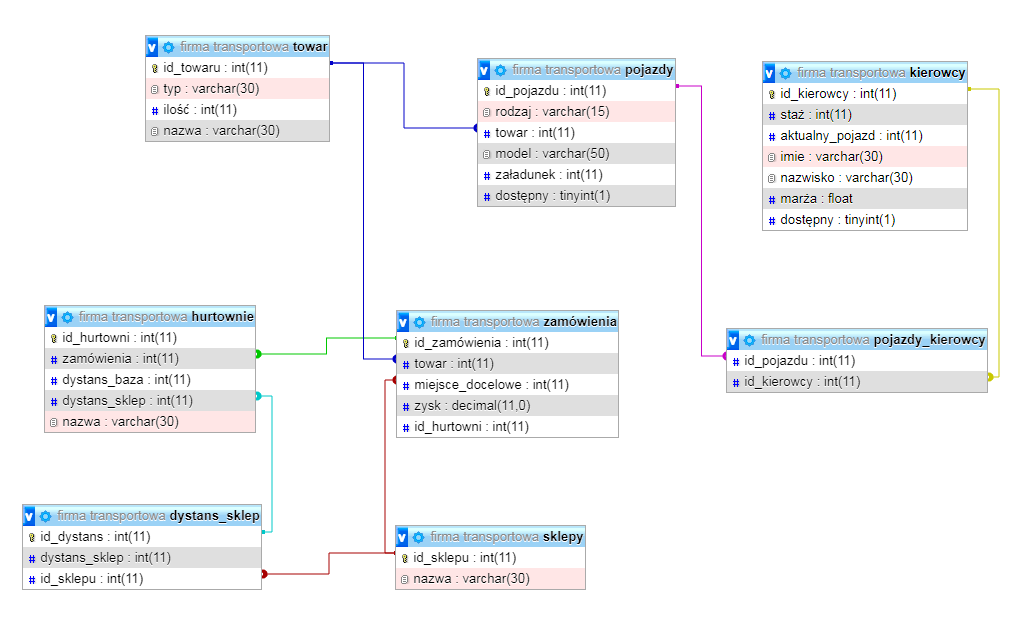 firma transportowa towar
id_towaru : int(11)
typ : varchar(30)
ilość : int(11)
nazwa : varchar(30)
firma transportowa pojazdy
id_pojazdu : int(11)
rodzaj : varchar(15)
towar : int(11)
model : varchar(50)
załadunek : int(11)
dostępny : tinyint(1)
firma transportowa kierowcy
id_kierowcy : int(11)
staż : int(11)
aktualny_pojazd : int(11)
imie : varchar(30)
nazwisko : varchar(30)
marża : float
dostępny : tinyint(1)
firma transportowa hurtownie
id_hurtowni : int(11)
zamówienia : int(11)
dystans_baza : int(11)
dystans_sklep : int(11)
nazwa : varchar(30)
firma transportowa zamówienia
id_zamówienia : int(11)
towar : int(11)
miejsce_docelowe : int(11)
zysk : decimal(11,0)
id_hurtowni : int(11)
firma transportowa pojazdy_kierowcy
id_pojazdu : int(11)
id_kierowcy : int(11)
firma transportowa dystans_sklep
id_dystans : int(11)
dystans_sklep : int(11)
id_sklepu : int(11)
firma transportowa sklepy
id_sklepu : int(11)
nazwa : varchar(30)